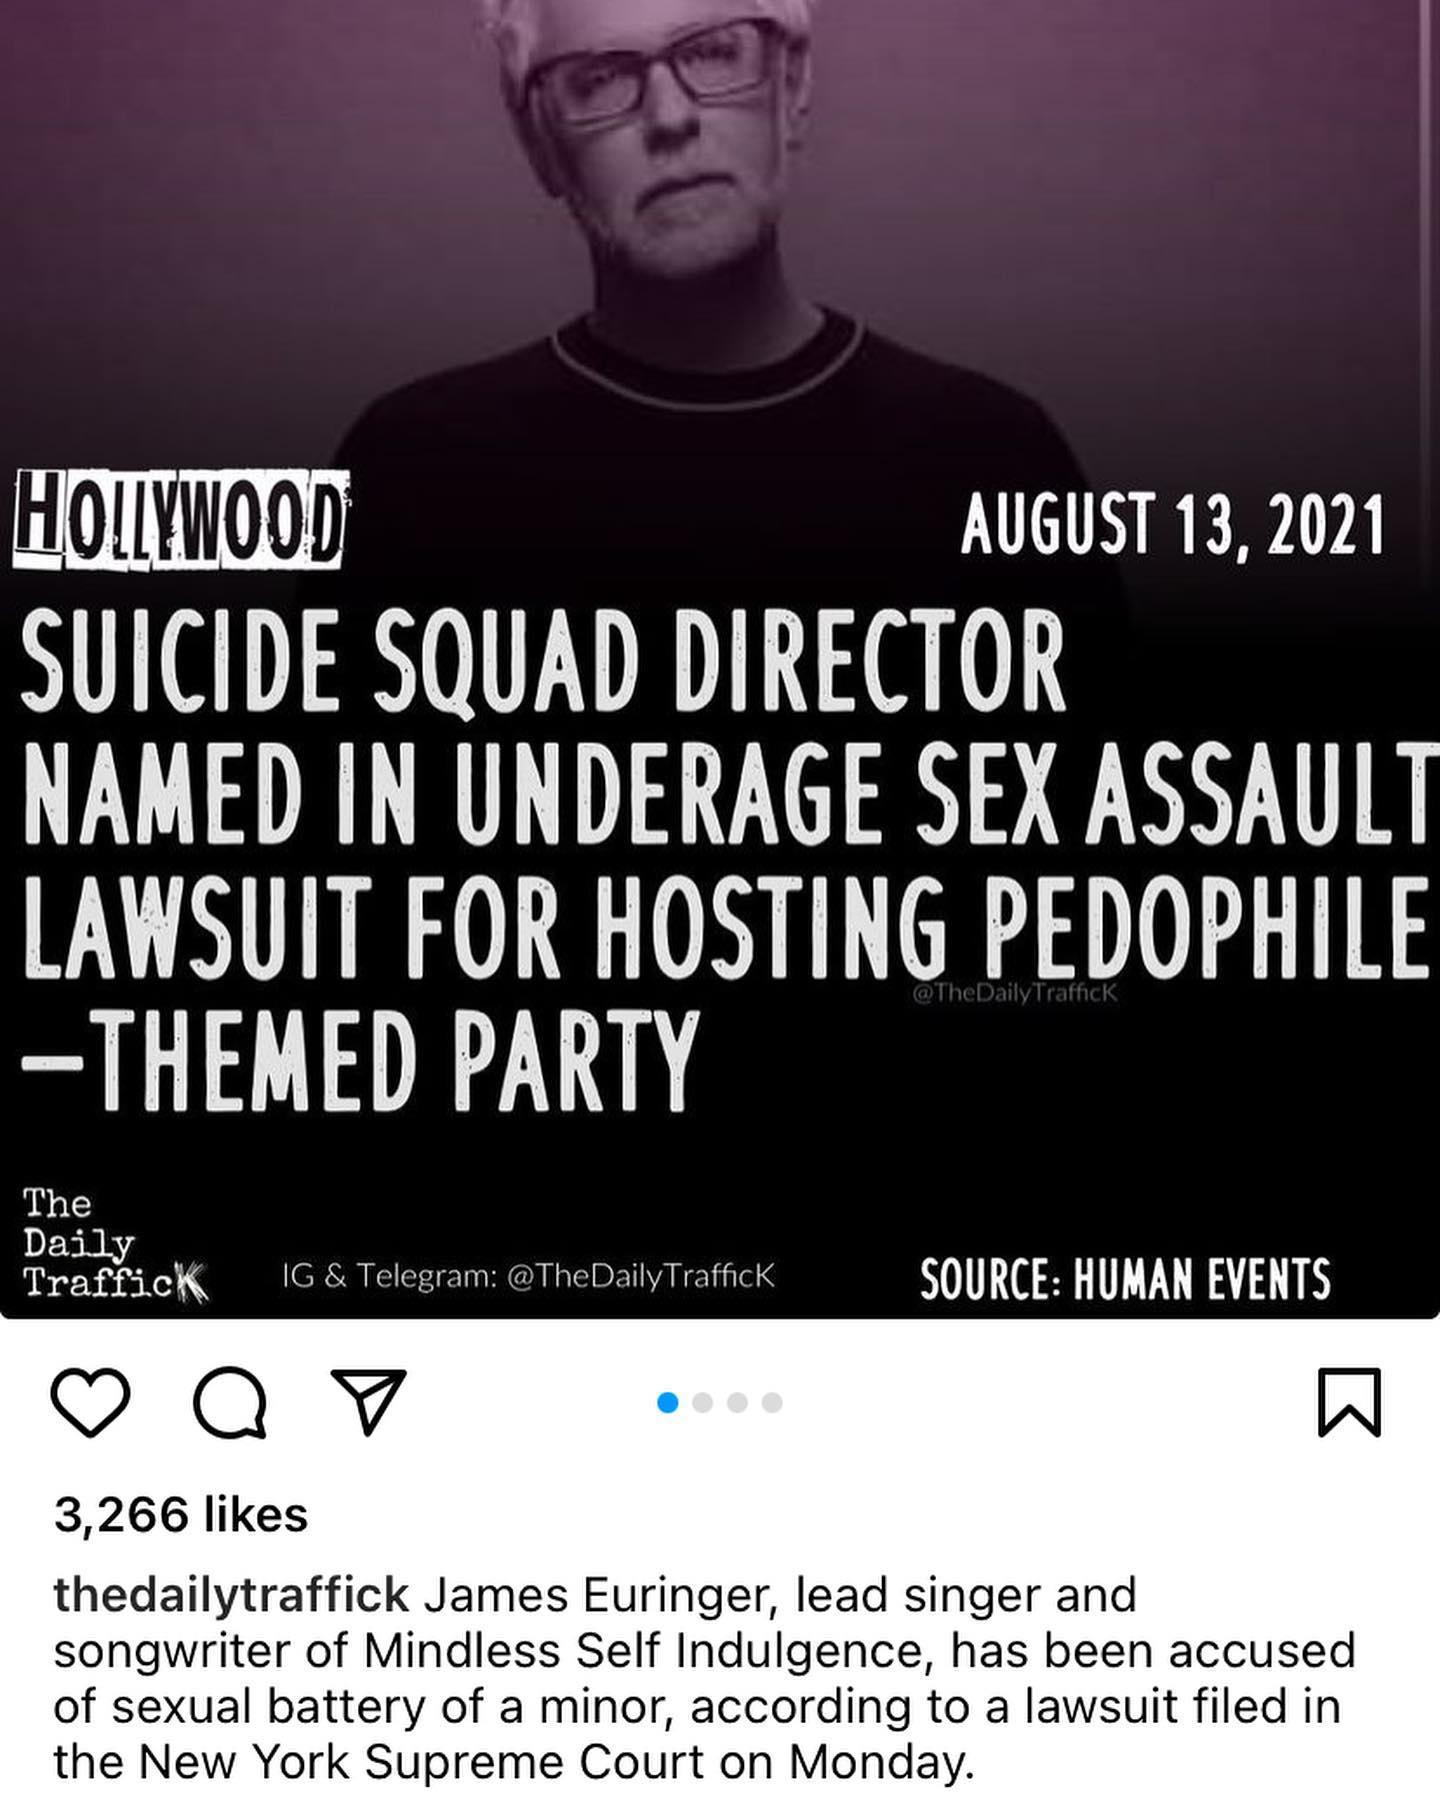 HOLLYWOOD
AUGUST 13, 2021
SUICIDE SQUAD DIRECTOR
NAMED IN UNDERAGE SEX ASSAULT
LAWSUIT FOR HOSTING PEDOPHILE
@TheDailyTrafficK
–THEMED PARTY
The
Daily
TrafficK
IG & Telegram: @TheDailyTrafficK
SOURCE: HUMAN EVENTS
3,266 likes
thedailytraffick James Euringer, lead singer and
songwriter of Mindless Self Indulgence, has been accused
of sexual battery of a minor, according to a lawsuit filed in
the New York Supreme Court on Monday.